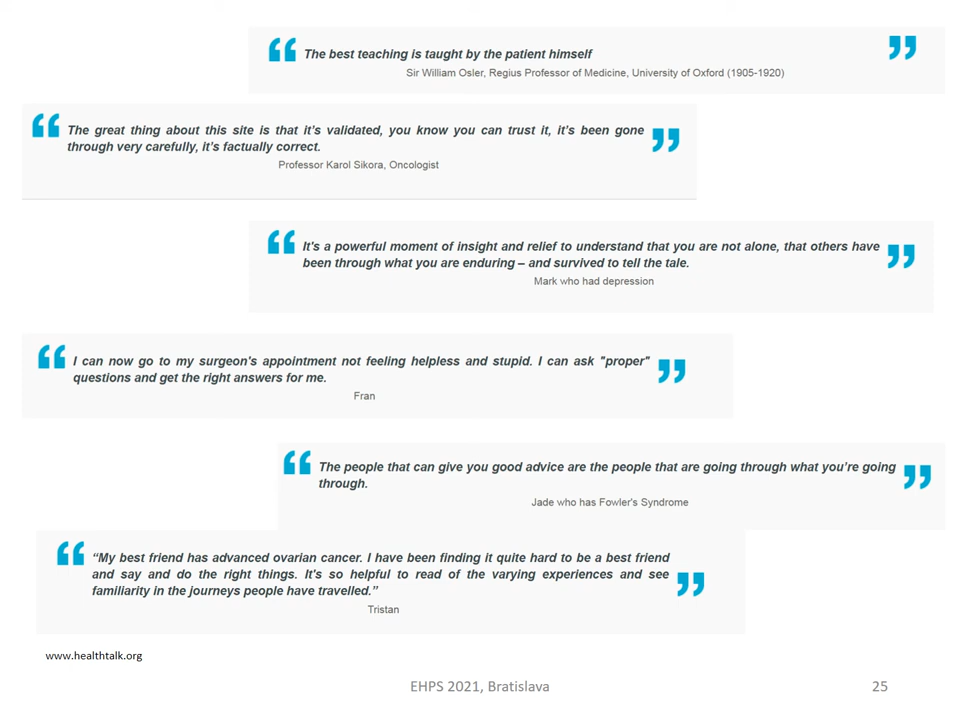 “ The best teaching is taught by the patient himself ”
Sir William Osler, Regius Professor of Medicine, University of Oxford (1905-1920)
“ The great thing about this site is that it's validated, you know you can trust it, it's been gone
through very carefully, it's factually correct. ”
Professor Karol Sikora, Oncologist
“ It's a powerful moment of insight and relief to understand that you are not alone, that others have
been through what you are enduring – and survived to tell the tale. ”
Mark who had depression
“ I can now go to my surgeon's appointment not feeling helpless and stupid. I can ask "proper"
questions and get the right answers for me. ”
Fran
“ The people that can give you good advice are the people that are going through what you're going
through. ”
Jade who has Fowler's Syndrome
“ “My best friend has advanced ovarian cancer. I have been finding it quite hard to be a best friend
and say and do the right things. It's so helpful to read of the varying experiences and see
familiarity in the journeys people have travelled.” ”
Tristan
www.healthtalk.org
EHPS 2021, Bratislava
25